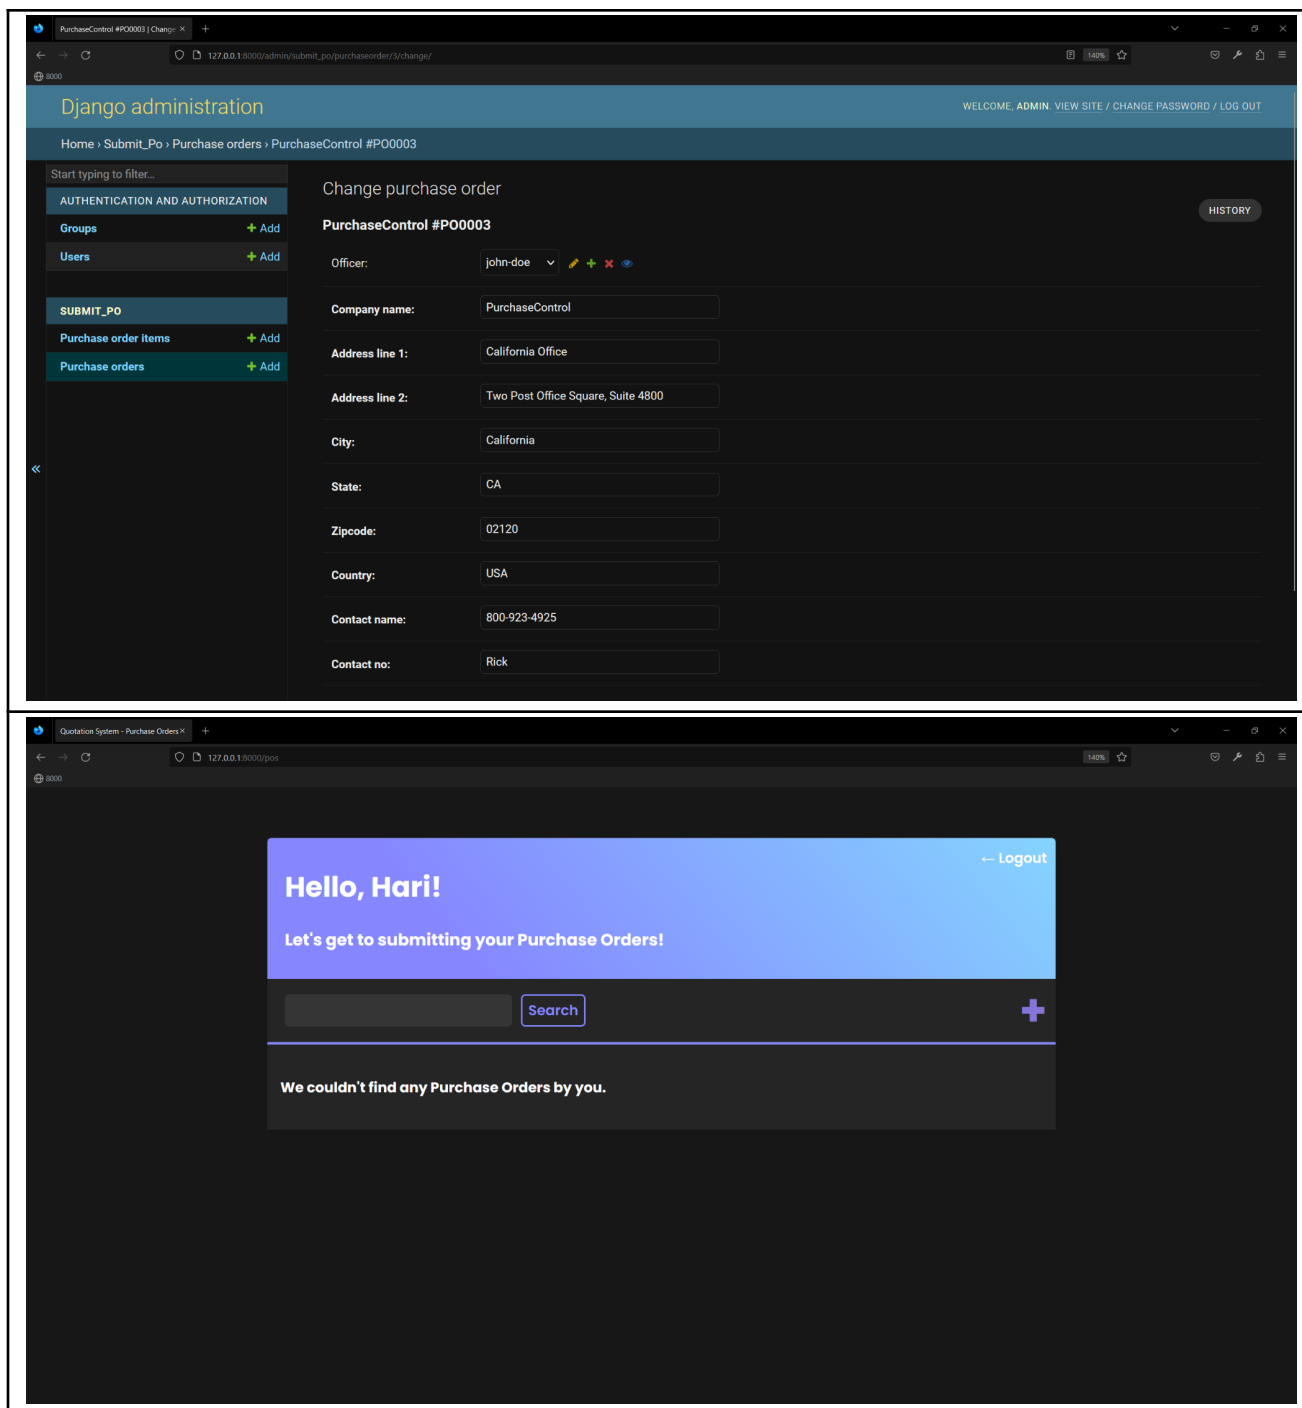 PurchaseControl #PO0003 | Change
127.0.0.1:8000/admin/submit_po/purchaseorder/3/change/
140%
8000
Django administration
WELCOME, ADMIN. VIEW SITE / CHANGE PASSWORD / LOG OUT
Home › Submit_Po › Purchase orders › PurchaseControl #PO0003
Start typing to filter...
AUTHENTICATION AND AUTHORIZATION
Groups + Add
Users + Add
SUBMIT_PO
Purchase order items + Add
Purchase orders + Add
«
Change purchase order
HISTORY
PurchaseControl #PO0003
Officer: john-doe
Company name: PurchaseControl
Address line 1: California Office
Address line 2: Two Post Office Square, Suite 4800
City: California
State: CA
Zipcode: 02120
Country: USA
Contact name: 800-923-4925
Contact no: Rick
Quotation System - Purchase Orders
127.0.0.1:8000/pos
140%
8000
← Logout
Hello, Hari!
Let's get to submitting your Purchase Orders!
Search
We couldn't find any Purchase Orders by you.